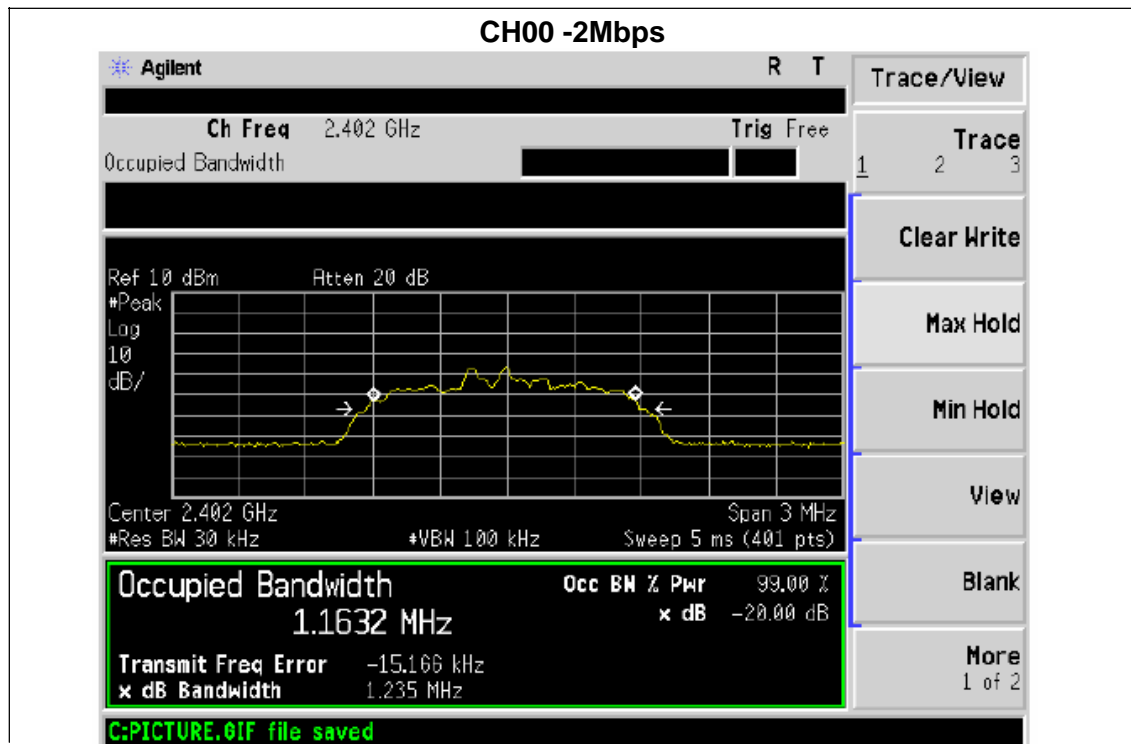 CH00 -2Mbps
Agilent R T
Trace/View
Ch Freq 2.402 GHz Trig Free
Occupied Bandwidth
Trace
1 2 3
Clear Write
Ref 10 dBm Atten 20 dB
#Peak
Log
10
dB/
Max Hold
Min Hold
View
Center 2.402 GHz Span 3 MHz
#Res BW 30 kHz #VBW 100 kHz Sweep 5 ms (401 pts)
Occupied Bandwidth Occ BW % Pwr 99.00 %
1.1632 MHz x dB -20.00 dB
Blank
Transmit Freq Error -15.166 kHz
x dB Bandwidth 1.235 MHz
More
1 of 2
C:PICTURE.GIF file saved